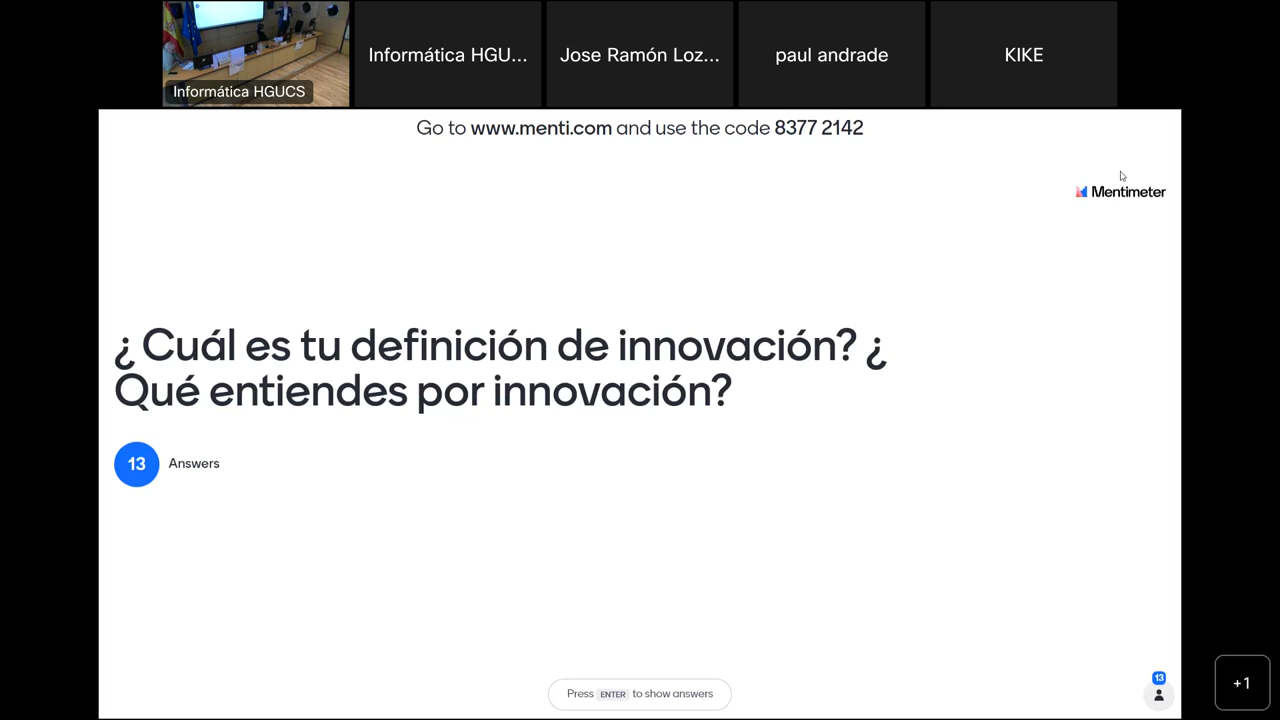 Informática HGUCS
Informática HGU...
Jose Ramón Loz...
paul andrade
KIKE
Go to www.menti.com and use the code 8377 2142
Mentimeter
¿ Cuál es tu definición de innovación? ¿
Qué entiendes por innovación?
13
Answers
Press ENTER to show answers
13
+1